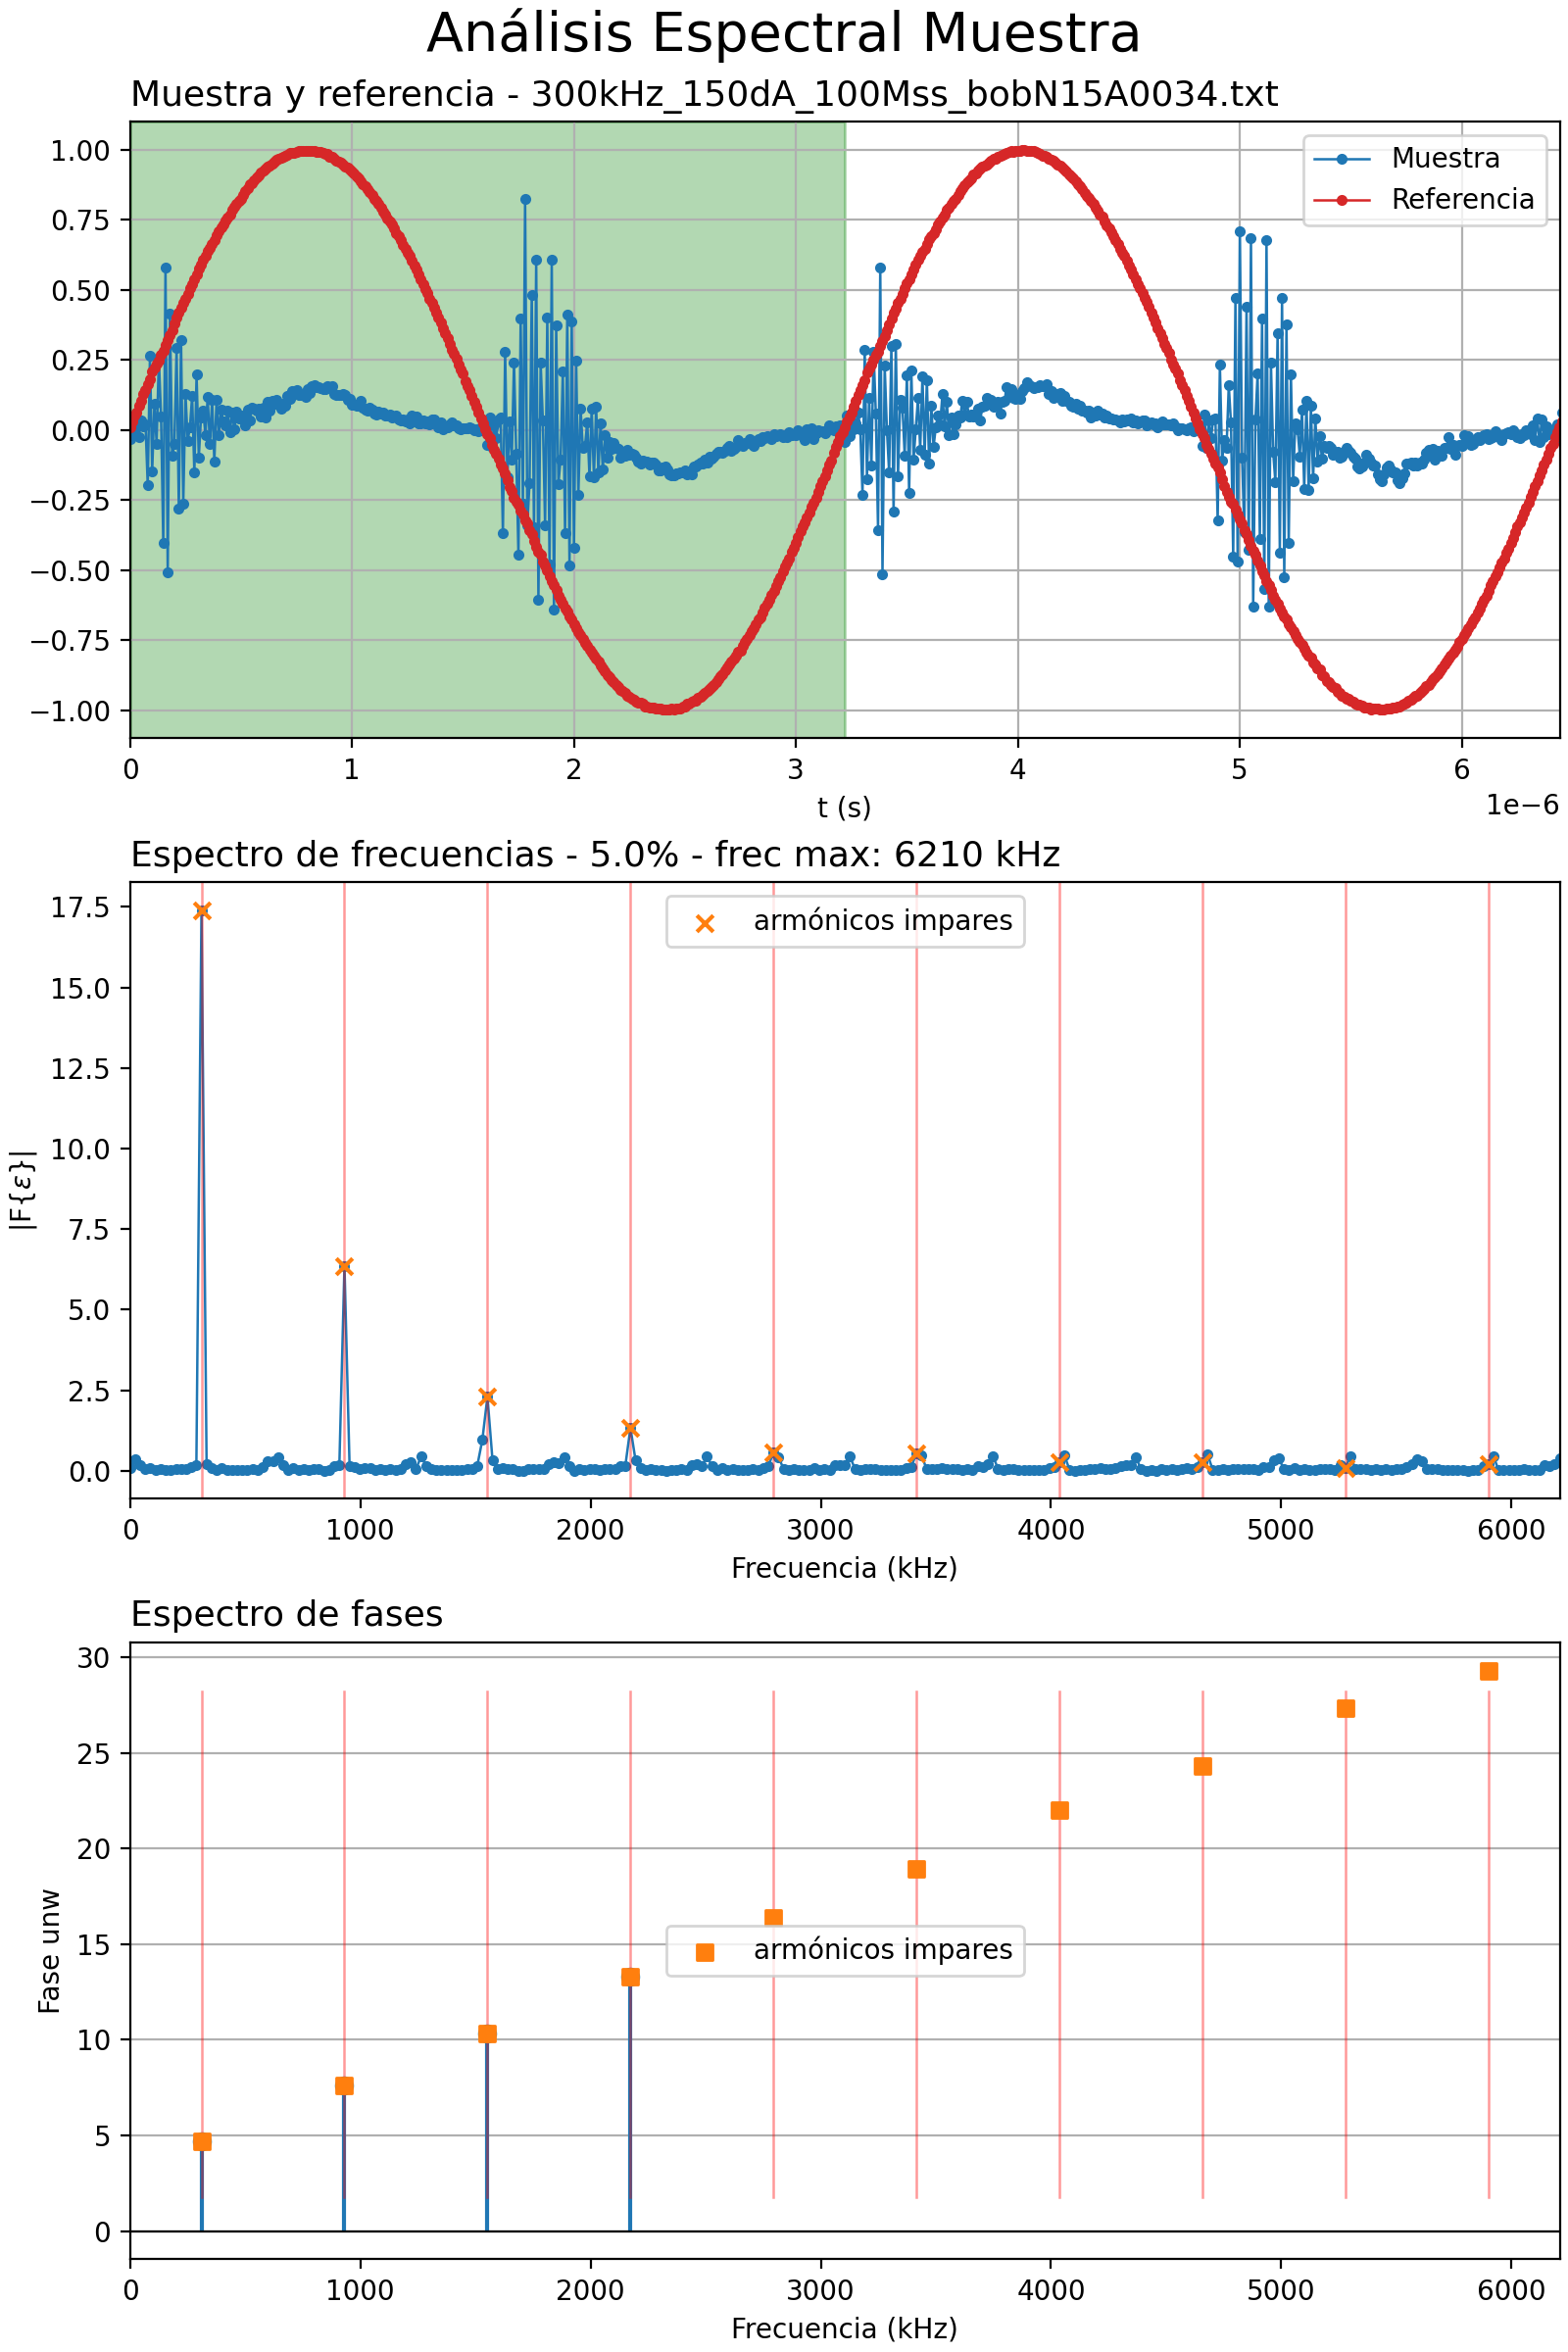 Análisis Espectral Muestra
Muestra y referencia - 300kHz_150dA_100Mss_bobN15A0034.txt
1.00
0.75
0.50
0.25
0.00
−0.25
−0.50
−0.75
−1.00
Muestra
Referencia
0 1 2 3 4 5 6
t (s)
1e−6
Espectro de frecuencias - 5.0% - frec max: 6210 kHz
|F{ε}|
17.5
15.0
12.5
10.0
7.5
5.0
2.5
0.0
armónicos impares
0 1000 2000 3000 4000 5000 6000
Frecuencia (kHz)
Espectro de fases
Fase unw
30
25
20
15
10
5
0
armónicos impares
0 1000 2000 3000 4000 5000 6000
Frecuencia (kHz)